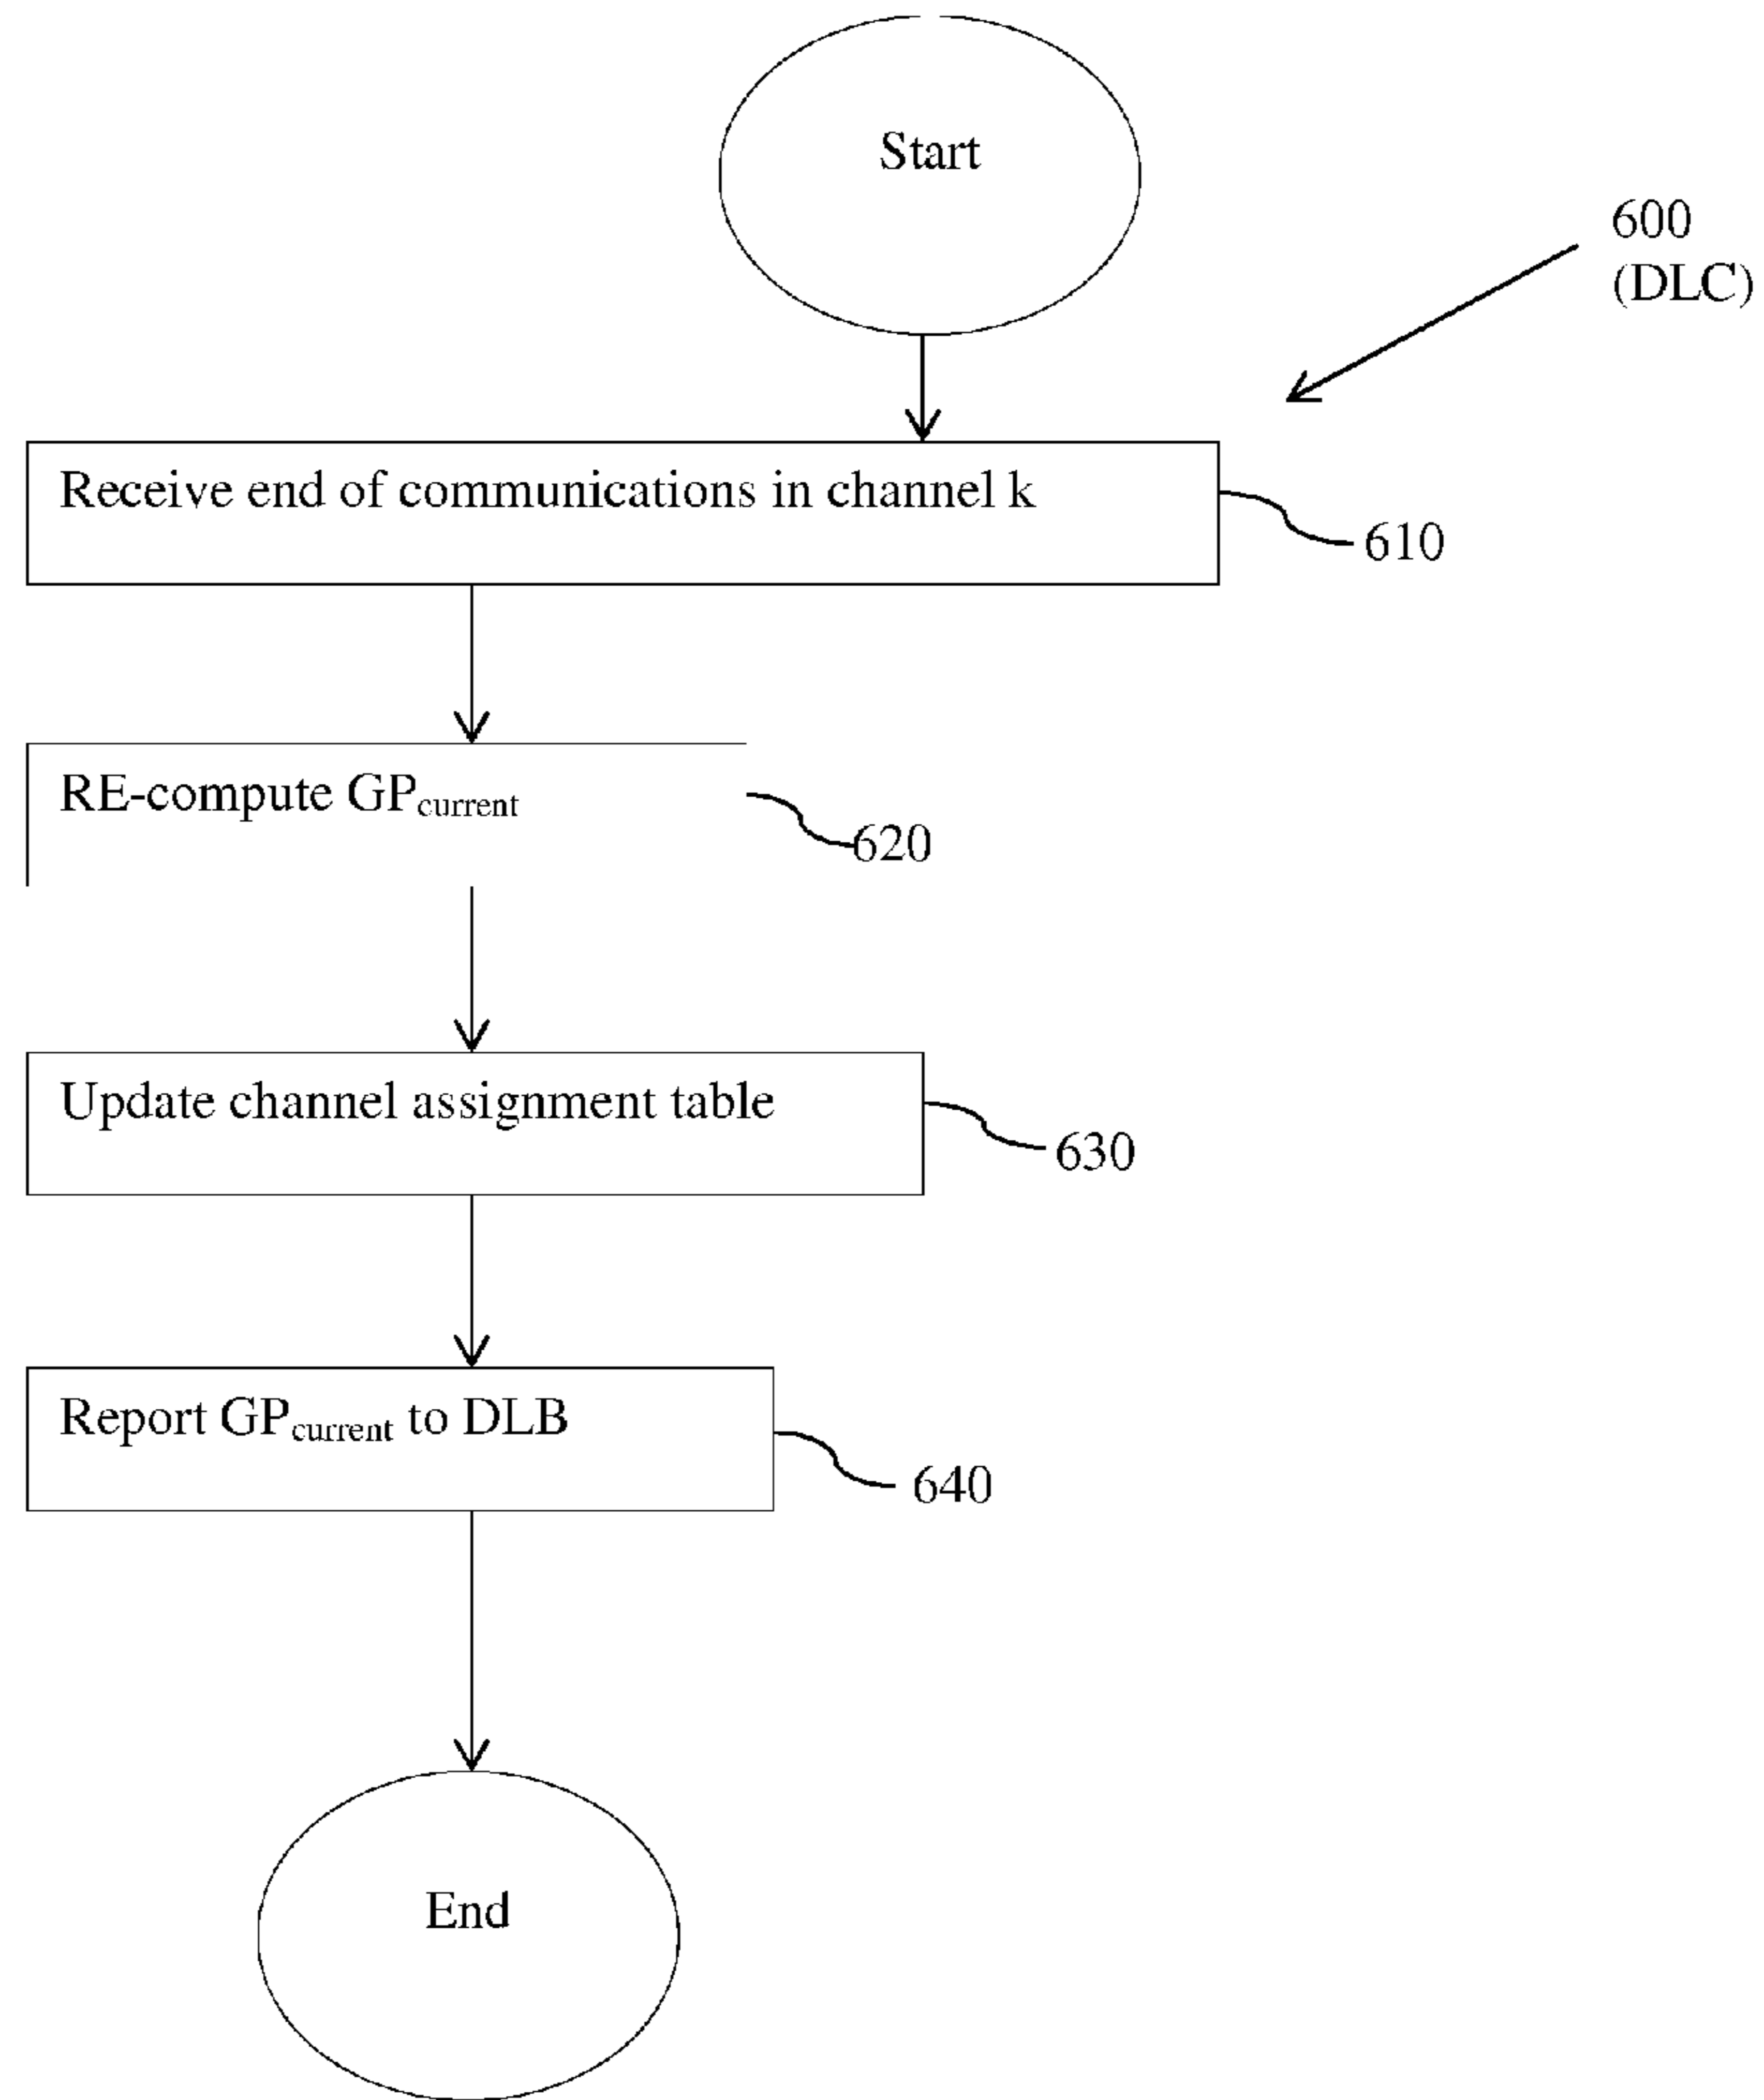 Start
600
(DLC)
Receive end of communications in channel k
610
RE-compute GPcurrent
620
Update channel assignment table
630
Report GPcurrent to DLB
640
End